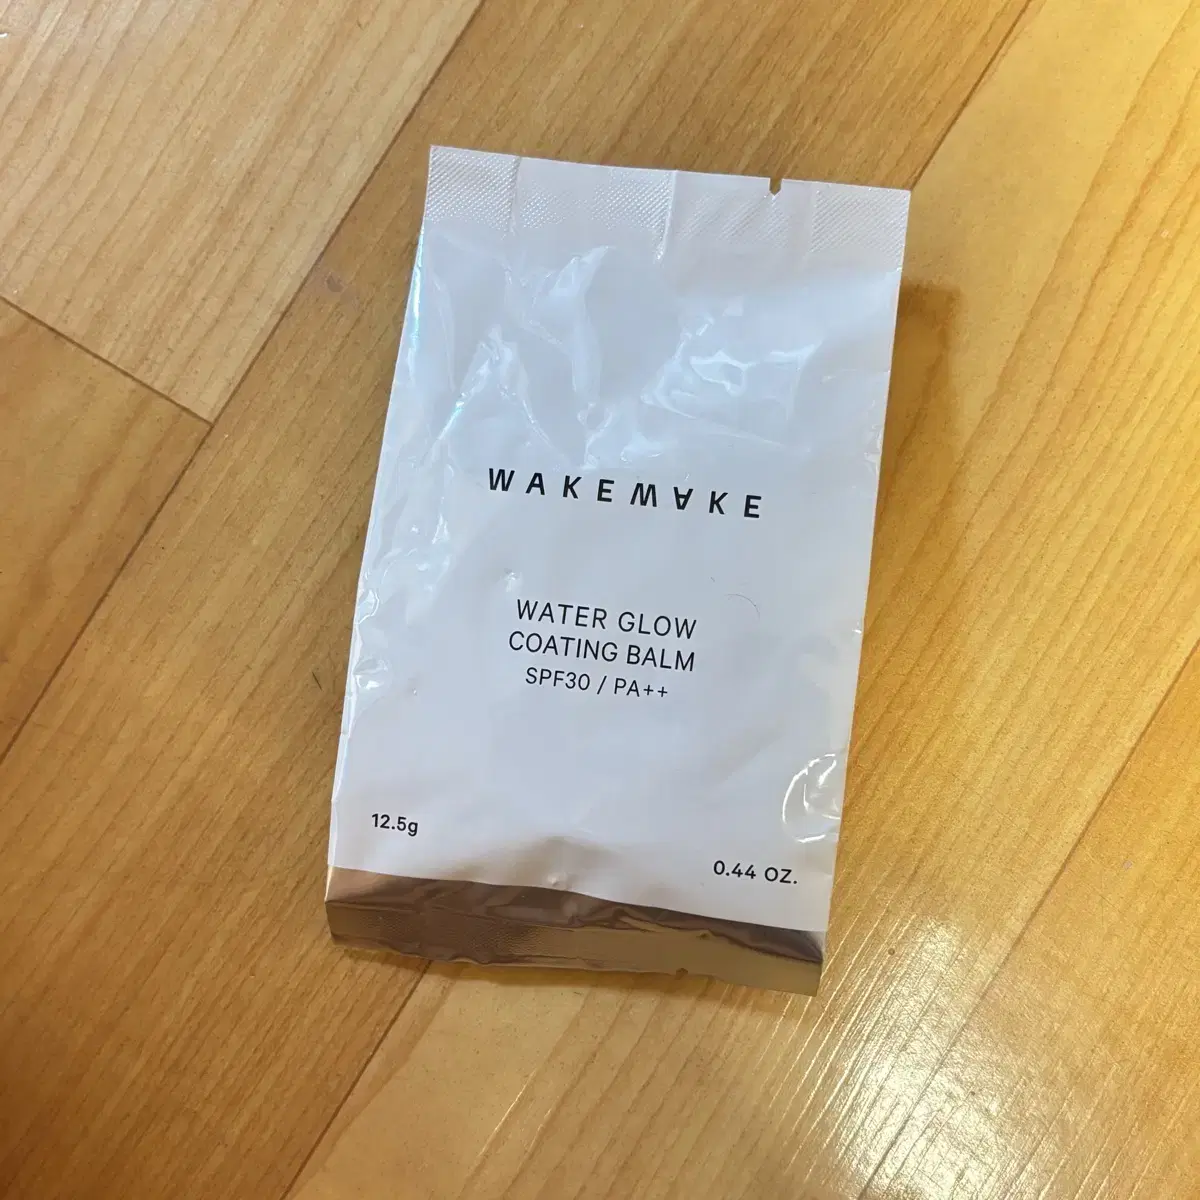 WAKEMAKE
WATER GLOW
COATING BALM
SPF30 / PA++
12.5g
0.44 OZ.